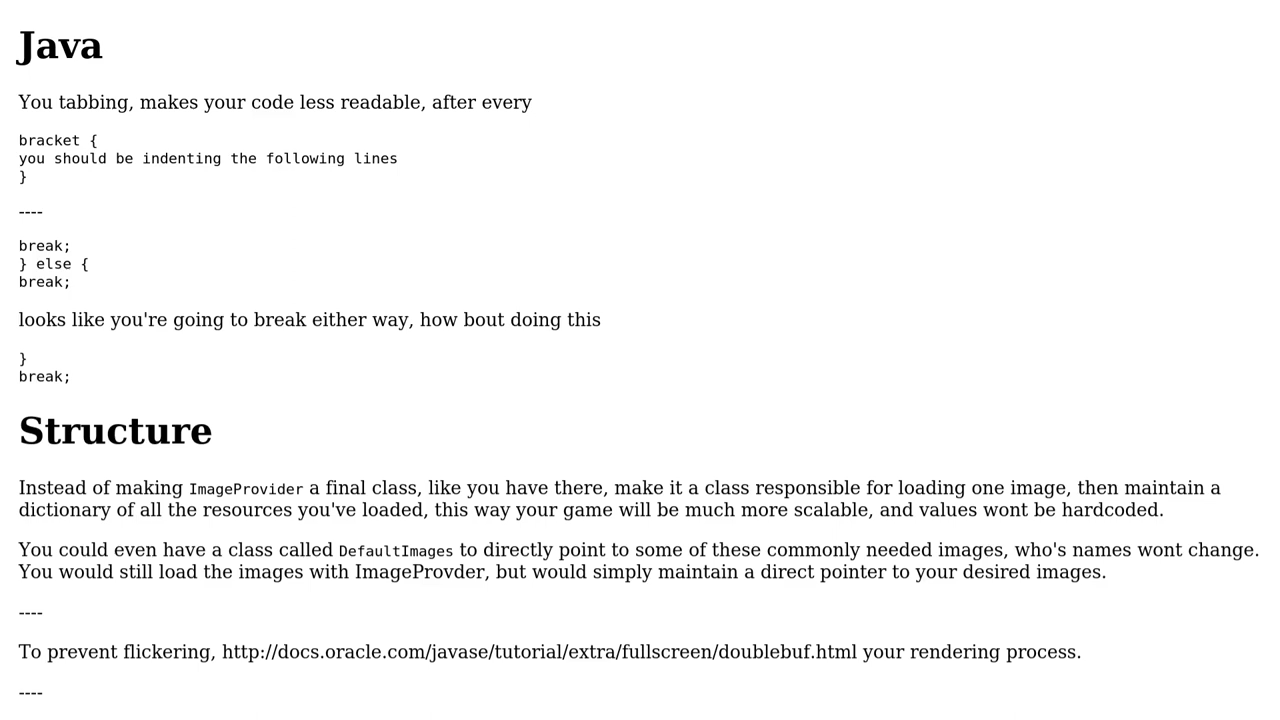 Java
You tabbing, makes your code less readable, after every
bracket {
you should be indenting the following lines
}
----
break;
} else {
break;
looks like you're going to break either way, how bout doing this
}
break;
Structure
Instead of making ImageProvider a final class, like you have there, make it a class responsible for loading one image, then maintain a
dictionary of all the resources you've loaded, this way your game will be much more scalable, and values wont be hardcoded.
You could even have a class called DefaultImages to directly point to some of these commonly needed images, who's names wont change.
You would still load the images with ImageProvder, but would simply maintain a direct pointer to your desired images.
----
To prevent flickering, http://docs.oracle.com/javase/tutorial/extra/fullscreen/doublebuf.html your rendering process.
----